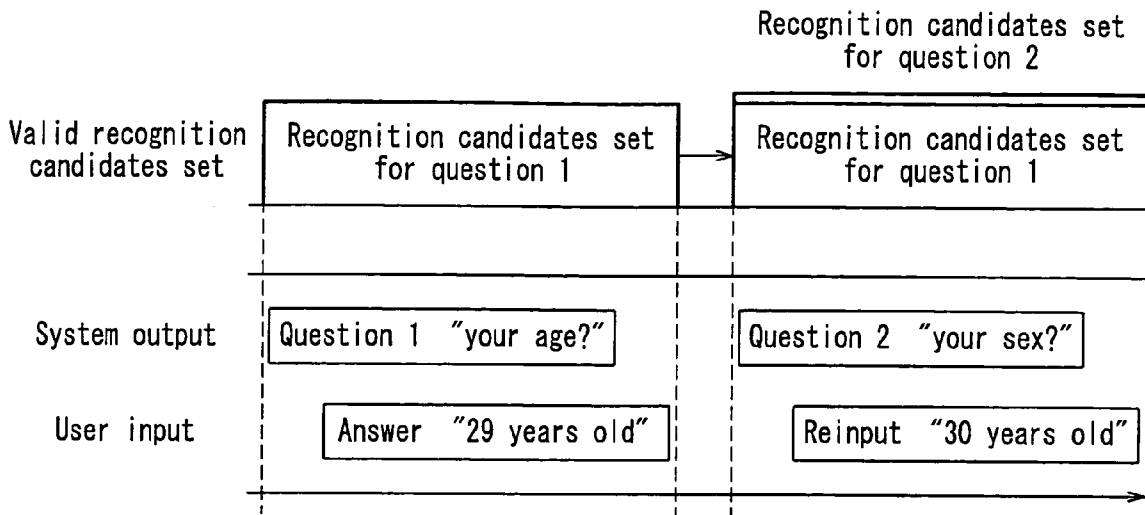 Recognition candidates set
for question 2
Valid recognition
candidates set
Recognition candidates set
for question 1
Recognition candidates set
for question 1
System output
Question 1 "your age?"
Question 2 "your sex?"
User input
Answer "29 years old"
Reinput "30 years old"